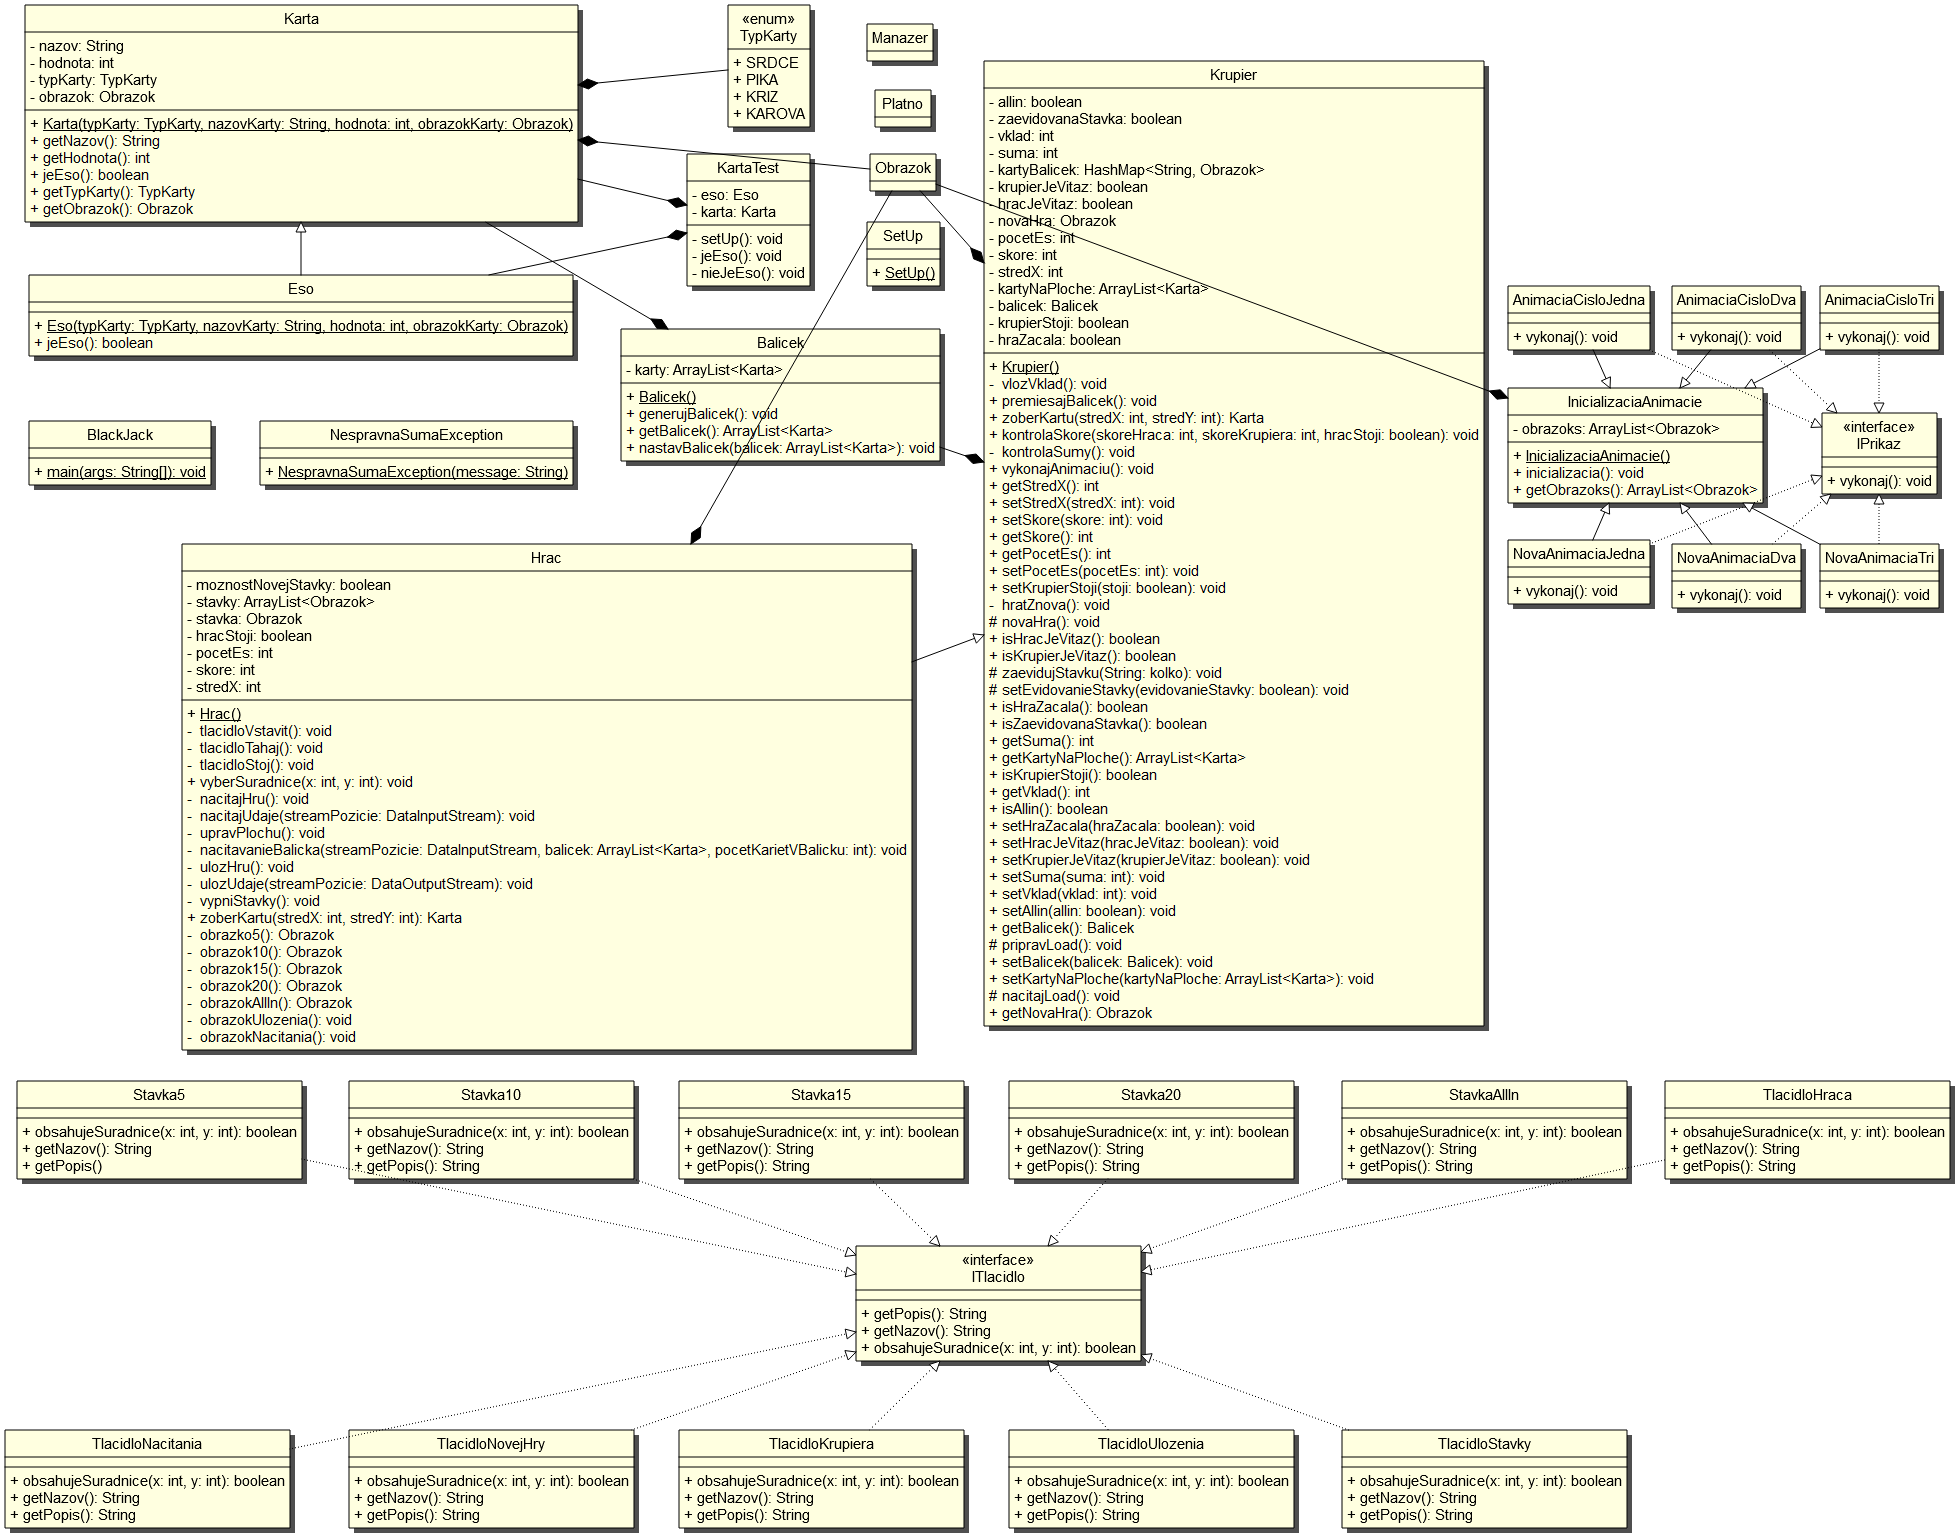 Karta
- nazov: String
- hodnota: int
- typKarty: TypKarty
- obrazok: Obrazok
+ Karta(typKarty: TypKarty, nazovKarty: String, hodnota: int, obrazokKarty: Obrazok)
+ getNazov(): String
+ getHodnota(): int
+ jeEso(): boolean
+ getTypKarty(): TypKarty
+ getObrazok(): Obrazok
«enum»
TypKarty
+ SRDCE
+ PIKA
+ KRIZ
+ KAROVA
Manazer
Platno
Obrazok
KartaTest
- eso: Eso
- karta: Karta
- setUp(): void
- jeEso(): void
- nieJeEso(): void
SetUp
+ SetUp()
Eso
+ Eso(typKarty: TypKarty, nazovKarty: String, hodnota: int, obrazokKarty: Obrazok)
+ jeEso(): boolean
Balicek
- karty: ArrayList<Karta>
+ Balicek()
+ generujBalicek(): void
+ getBalicek(): ArrayList<Karta>
+ nastavBalicek(balicek: ArrayList<Karta>): void
BlackJack
+ main(args: String[]): void
NespravnaSumaException
+ NespravnaSumaException(message: String)
Krupier
- allin: boolean
- zaevidovanaStavka: boolean
- vklad: int
- suma: int
- kartyBalicek: HashMap<String, Obrazok>
- krupierJeVitaz: boolean
- hracJeVitaz: boolean
- novaHra: Obrazok
- pocetEs: int
- skore: int
- stredX: int
- kartyNaPloche: ArrayList<Karta>
- balicek: Balicek
- krupierStoji: boolean
- hraZacala: boolean
+ Krupier()
- vlozVklad(): void
+ premiesajBalicek(): void
+ zoberKartu(stredX: int, stredY: int): Karta
+ kontrolaSkore(skoreHraca: int, skoreKrupiera: int, hracStoji: boolean): void
- kontrolaSumy(): void
+ vykonajAnimaciu(): void
+ getStredX(): int
+ setStredX(stredX: int): void
+ setSkore(skore: int): void
+ getSkore(): int
+ getPocetEs(): int
+ setPocetEs(pocetEs: int): void
+ setKrupierStoji(stoji: boolean): void
- hratZnova(): void
# novaHra(): void
+ isHracJeVitaz(): boolean
+ isKrupierJeVitaz(): boolean
# zaevidujStavku(String: kolko): void
# setEvidovanieStavky(evidovanieStavky: boolean): void
+ isHraZacala(): boolean
+ isZaevidovanaStavka(): boolean
+ getSuma(): int
+ getKartyNaPloche(): ArrayList<Karta>
+ isKrupierStoji(): boolean
+ getVklad(): int
+ isAllin(): boolean
+ setHraZacala(hraZacala: boolean): void
+ setHracJeVitaz(hracJeVitaz: boolean): void
+ setKrupierJeVitaz(krupierJeVitaz: boolean): void
+ setSuma(suma: int): void
+ setVklad(vklad: int): void
+ setAllin(allin: boolean): void
+ getBalicek(): Balicek
# pripravLoad(): void
+ setBalicek(balicek: Balicek): void
+ setKartyNaPloche(kartyNaPloche: ArrayList<Karta>): void
# nacitajLoad(): void
+ getNovaHra(): Obrazok
AnimaciaCisloJedna
+ vykonaj(): void
AnimaciaCisloDva
+ vykonaj(): void
AnimaciaCisloTri
+ vykonaj(): void
InicializaciaAnimacie
- obrazoks: ArrayList<Obrazok>
+ InicializaciaAnimacie()
+ inicializacia(): void
+ getObrazoks(): ArrayList<Obrazok>
«interface»
IPrikaz
+ vykonaj(): void
NovaAnimaciaJedna
+ vykonaj(): void
NovaAnimaciaDva
+ vykonaj(): void
NovaAnimaciaTri
+ vykonaj(): void
Hrac
- moznostNovejStavky: boolean
- stavky: ArrayList<Obrazok>
- stavka: Obrazok
- hracStoji: boolean
- pocetEs: int
- skore: int
- stredX: int
+ Hrac()
- tlacidloVstavit(): void
- tlacidloTahaj(): void
- tlacidloStoj(): void
+ vyberSuradnice(x: int, y: int): void
- nacitajHru(): void
- nacitajUdaje(streamPozicie: DataInputStream): void
- upravPlochu(): void
- nacitavanieBalicka(streamPozicie: DataInputStream, balicek: ArrayList<Karta>, pocetKarietVBalicku: int): void
- ulozHru(): void
- ulozUdaje(streamPozicie: DataOutputStream): void
- vypniStavky(): void
+ zoberKartu(stredX: int, stredY: int): Karta
- obrazko5(): Obrazok
- obrazok10(): Obrazok
- obrazok15(): Obrazok
- obrazok20(): Obrazok
- obrazokAllIn(): Obrazok
- obrazokUlozenia(): void
- obrazokNacitania(): void
Stavka5
+ obsahujeSuradnice(x: int, y: int): boolean
+ getNazov(): String
+ getPopis()
Stavka10
+ obsahujeSuradnice(x: int, y: int): boolean
+ getNazov(): String
+ getPopis(): String
Stavka15
+ obsahujeSuradnice(x: int, y: int): boolean
+ getNazov(): String
+ getPopis(): String
Stavka20
+ obsahujeSuradnice(x: int, y: int): boolean
+ getNazov(): String
+ getPopis(): String
StavkaAllIn
+ obsahujeSuradnice(x: int, y: int): boolean
+ getNazov(): String
+ getPopis(): String
TlacidloHraca
+ obsahujeSuradnice(x: int, y: int): boolean
+ getNazov(): String
+ getPopis(): String
«interface»
ITlacidlo
+ getPopis(): String
+ getNazov(): String
+ obsahujeSuradnice(x: int, y: int): boolean
TlacidloNacitania
+ obsahujeSuradnice(x: int, y: int): boolean
+ getNazov(): String
+ getPopis(): String
TlacidloNovejHry
+ obsahujeSuradnice(x: int, y: int): boolean
+ getNazov(): String
+ getPopis(): String
TlacidloKrupiera
+ obsahujeSuradnice(x: int, y: int): boolean
+ getNazov(): String
+ getPopis(): String
TlacidloUlozenia
+ obsahujeSuradnice(x: int, y: int): boolean
+ getNazov(): String
+ getPopis(): String
TlacidloStavky
+ obsahujeSuradnice(x: int, y: int): boolean
+ getNazov(): String
+ getPopis(): String